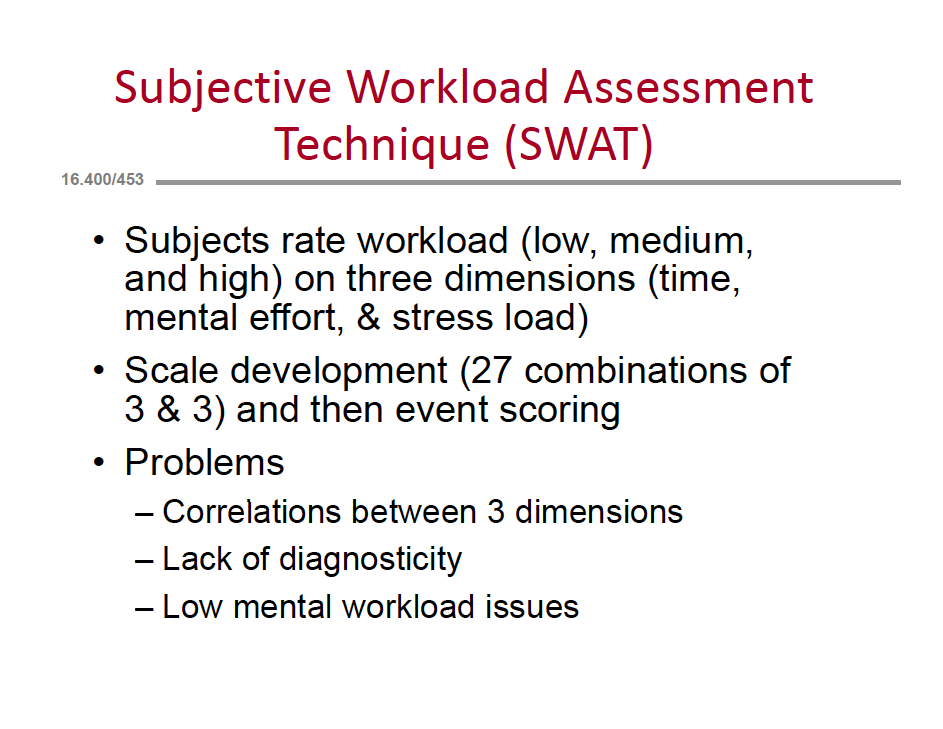 Subjective Workload Assessment
Technique (SWAT)
16.400/453
• Subjects rate workload (low, medium,
and high) on three dimensions (time,
mental effort, & stress load)
• Scale development (27 combinations of
3 & 3) and then event scoring
• Problems
– Correlations between 3 dimensions
– Lack of diagnosticity
– Low mental workload issues